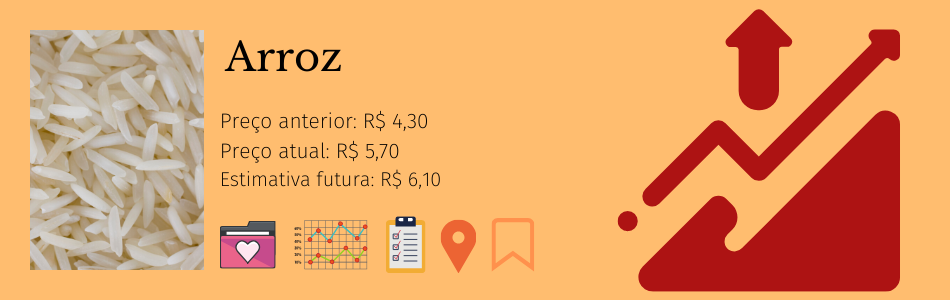 Arroz
Preço anterior: R$ 4,30
Preço atual: R$ 5,70
Estimativa futura: R$ 6,10